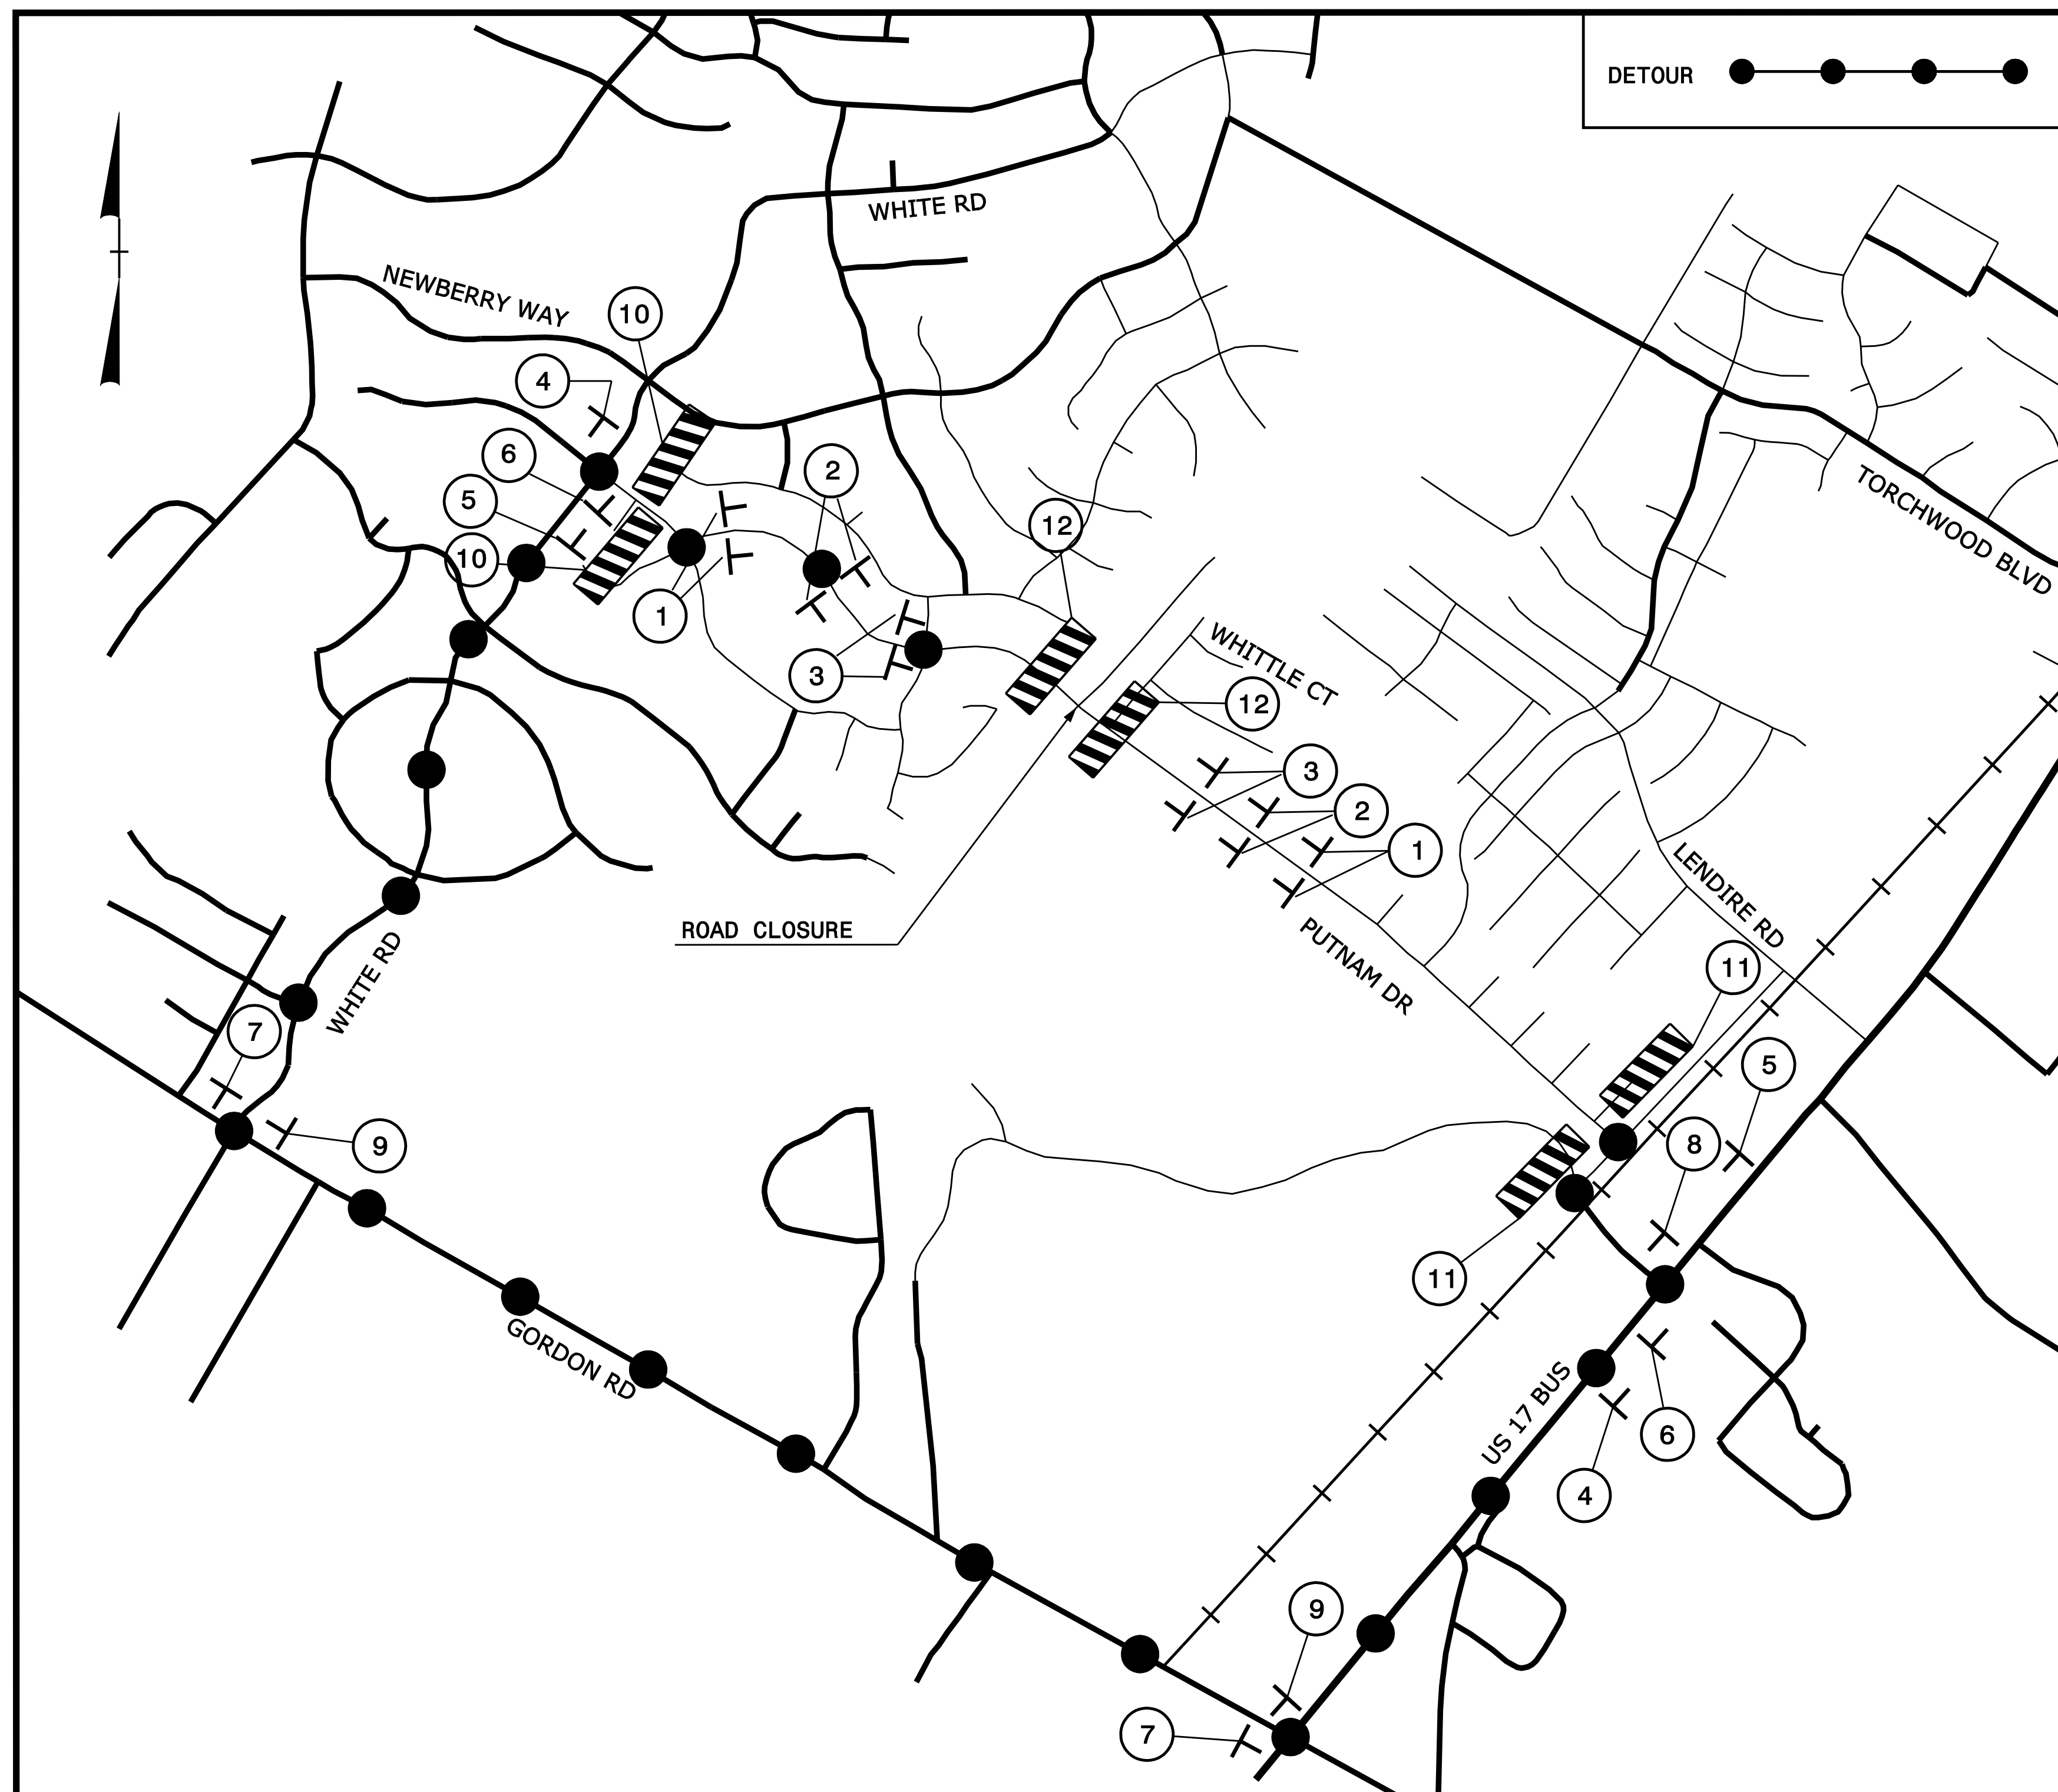 DETOUR
WHITE RD
NEWBERRY WAY
10
4
6
2
5
12
10
TORCHWOOD BLVD
1
WHITTLE CT
3
12
3
2
1
LENDIRE RD
ROAD CLOSURE
WHITE RD
PUTNAM DR
11
7
5
9
8
11
GORDON RD
US 17 BUS
6
4
9
7